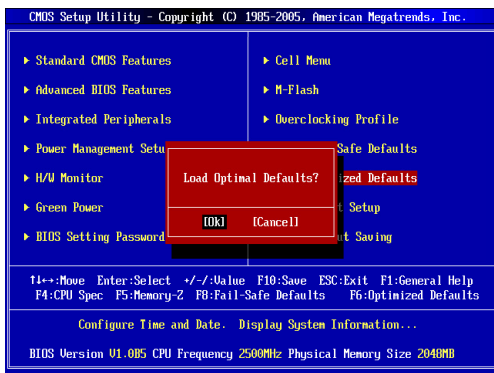 CMOS Setup Utility - Copyright (C) 1985-2005, American Megatrends, Inc.
Standard CMOS Features
Advanced BIOS Features
Integrated Peripherals
Power Management Setu
H/W Monitor
Green Power
BIOS Setting Password
Cell Menu
M-Flash
Overclocking Profile
Safe Defaults
ized Defaults
t Setup
ut Saving
Load Optimal Defaults?
[Ok] [Cancel]
↑↓←→:Move Enter:Select +/-/:Value F10:Save ESC:Exit F1:General Help
F4:CPU Spec F5:Memory-Z F8:Fail-Safe Defaults F6:Optimized Defaults
Configure Time and Date. Display System Information...
BIOS Version V1.0B5 CPU Frequency 2500MHz Physical Memory Size 2048MB